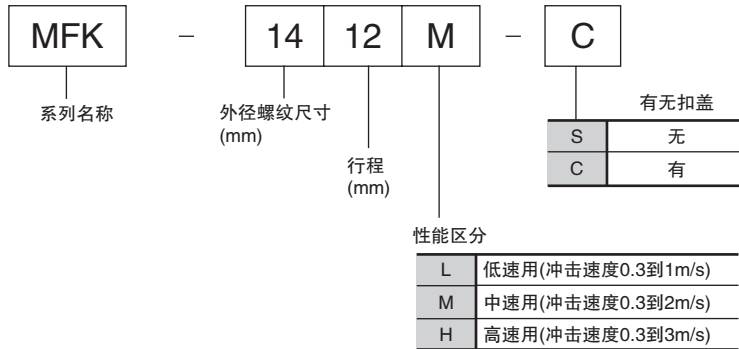 MFK – 14 12 M – C
系列名称
外径螺纹尺寸
(mm)
行程
(mm)
有无扣盖
S 无
C 有
性能区分
L 低速用(冲击速度0.3到1m/s)
M 中速用(冲击速度0.3到2m/s)
H 高速用(冲击速度0.3到3m/s)